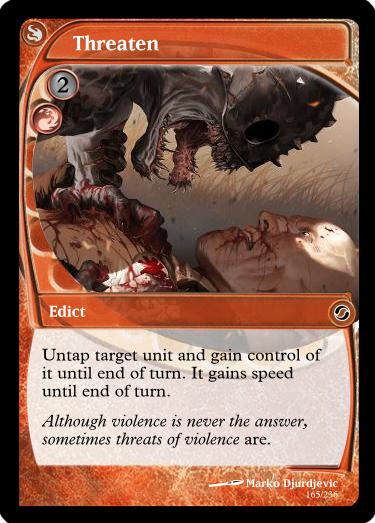 Threaten
2
Edict
Untap target unit and gain control of
it until end of turn. It gains speed
until end of turn.
Although violence is never the answer,
sometimes threats of violence are.
Marko Djurdjevic
165/236